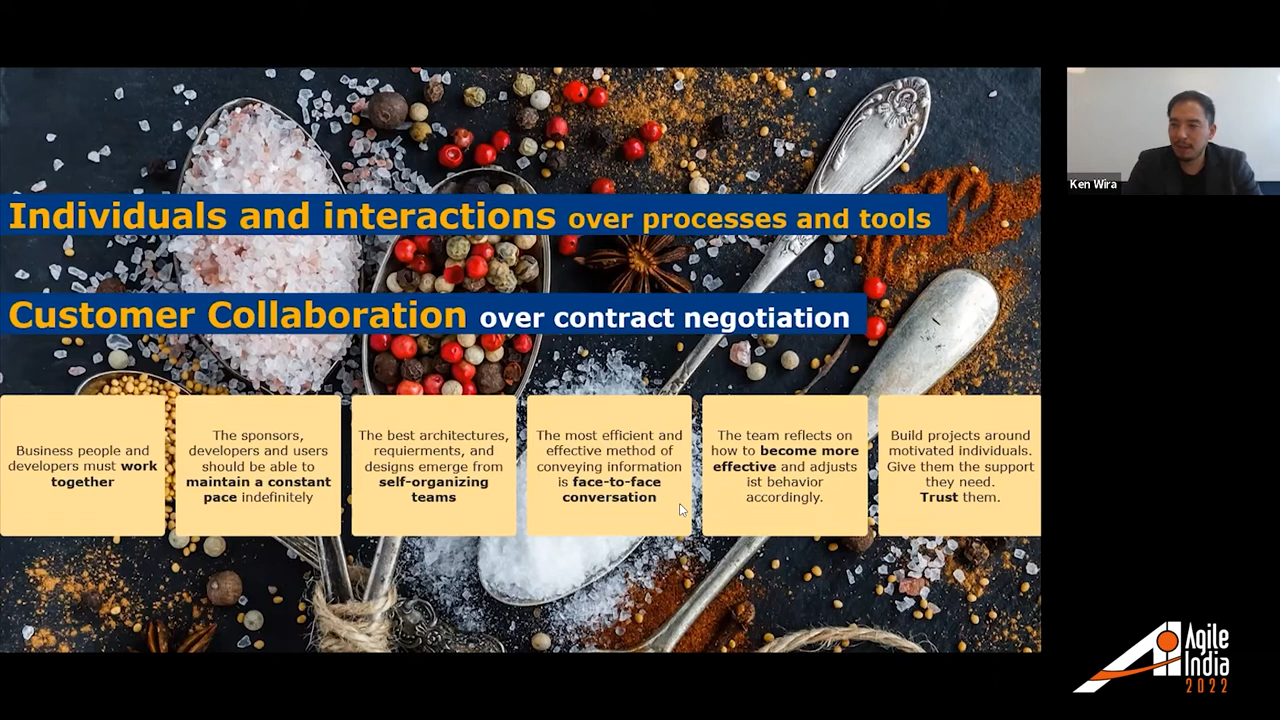 Ken Wira
Individuals and interactions over processes and tools
Customer Collaboration over contract negotiation
Business people and
developers must work
together
The sponsors,
developers and users
should be able to
maintain a constant
pace indefinitely
The best architectures,
requierments, and
designs emerge from
self-organizing
teams
The most efficient and
effective method of
conveying information
is face-to-face
conversation
The team reflects on
how to become more
effective and adjusts
ist behavior
accordingly.
Build projects around
motivated individuals.
Give them the support
they need.
Trust them.
Agile
India
2022